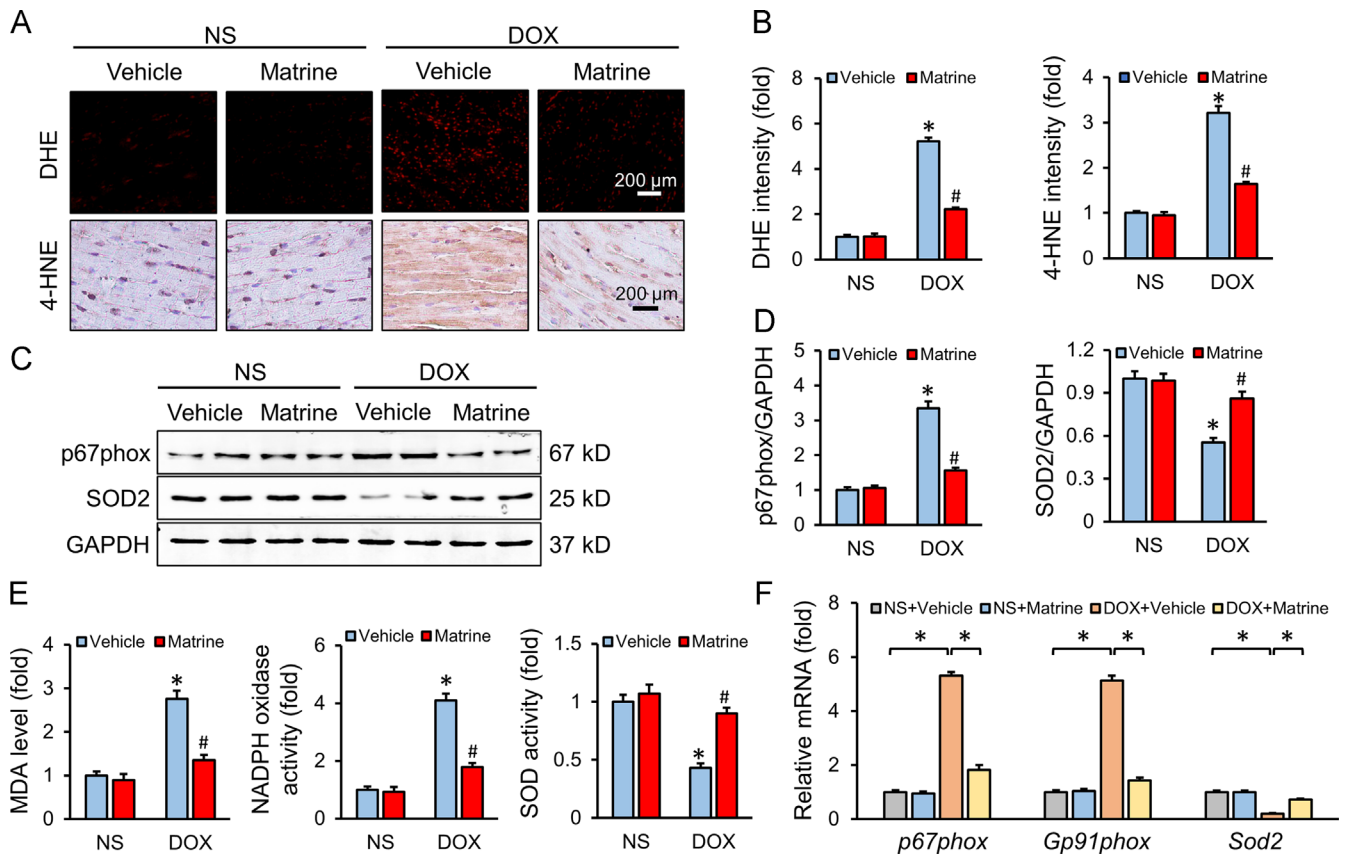 A
NS DOX
Vehicle Matrine Vehicle Matrine
DHE
200 µm
4-HNE
200 µm
B
DHE intensity (fold)
8
6
4
2
0
Vehicle Matrine
*
#
NS DOX
4-HNE intensity (fold)
4
3
2
1
0
Vehicle Matrine
*
#
NS DOX
C
NS DOX
Vehicle Matrine Vehicle Matrine
p67phox 67 kD
SOD2 25 kD
GAPDH 37 kD
D
p67phox/GAPDH
5
4
3
2
1
0
Vehicle Matrine
*
#
NS DOX
SOD2/GAPDH
1.2
0.9
0.6
0.3
0
Vehicle Matrine
*
#
NS DOX
E
MDA level (fold)
4
3
2
1
0
Vehicle Matrine
*
#
NS DOX
NADPH oxidase
activity (fold)
6
4
2
0
Vehicle Matrine
*
#
NS DOX
SOD activity (fold)
1.5
1
0.5
0
Vehicle Matrine
*
#
NS DOX
F
Relative mRNA (fold)
8
6
4
2
0
NS+Vehicle NS+Matrine DOX+Vehicle DOX+Matrine
* * * * * *
p67phox Gp91phox Sod2